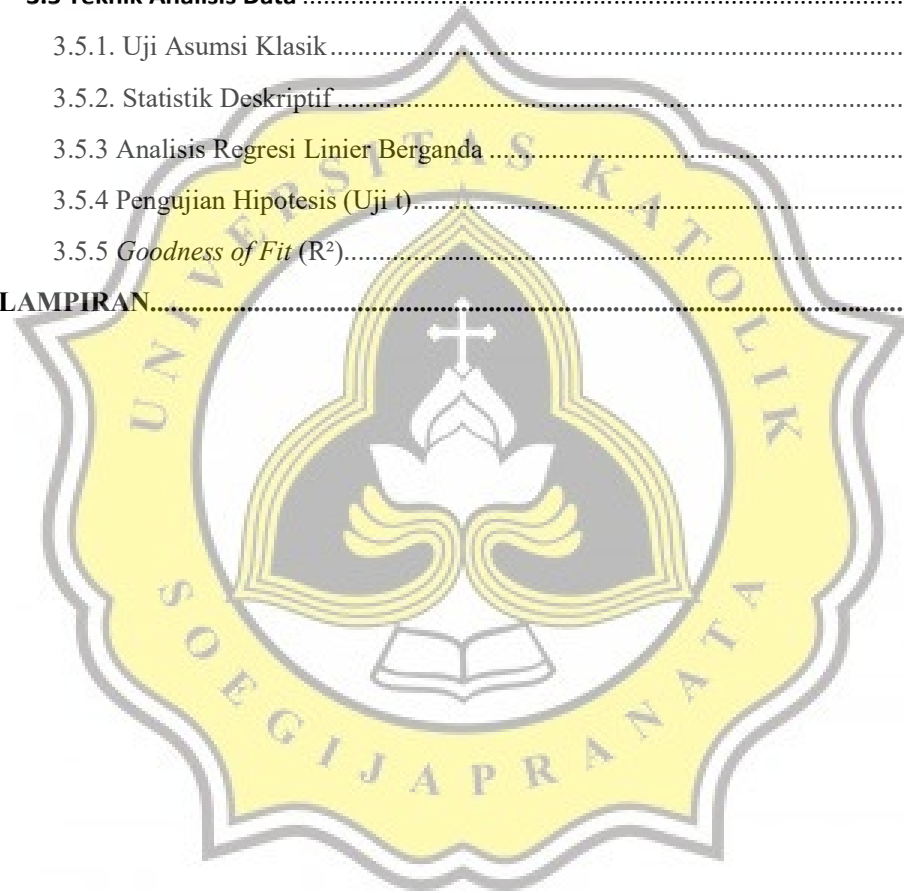 3.5 Teknik Analisis Data ........................................................................................
3.5.1. Uji Asumsi Klasik ........................................................................................
3.5.2. Statistik Deskriptif ........................................................................................
3.5.3 Analisis Regresi Linier Berganda ........................................................................
3.5.4 Pengujian Hipotesis (Uji t) ........................................................................
3.5.5 Goodness of Fit (R²) ........................................................................
LAMPIRAN ........................................................................................
UNIVERSITAS KATOLIK
SOEGIJAPRANATA